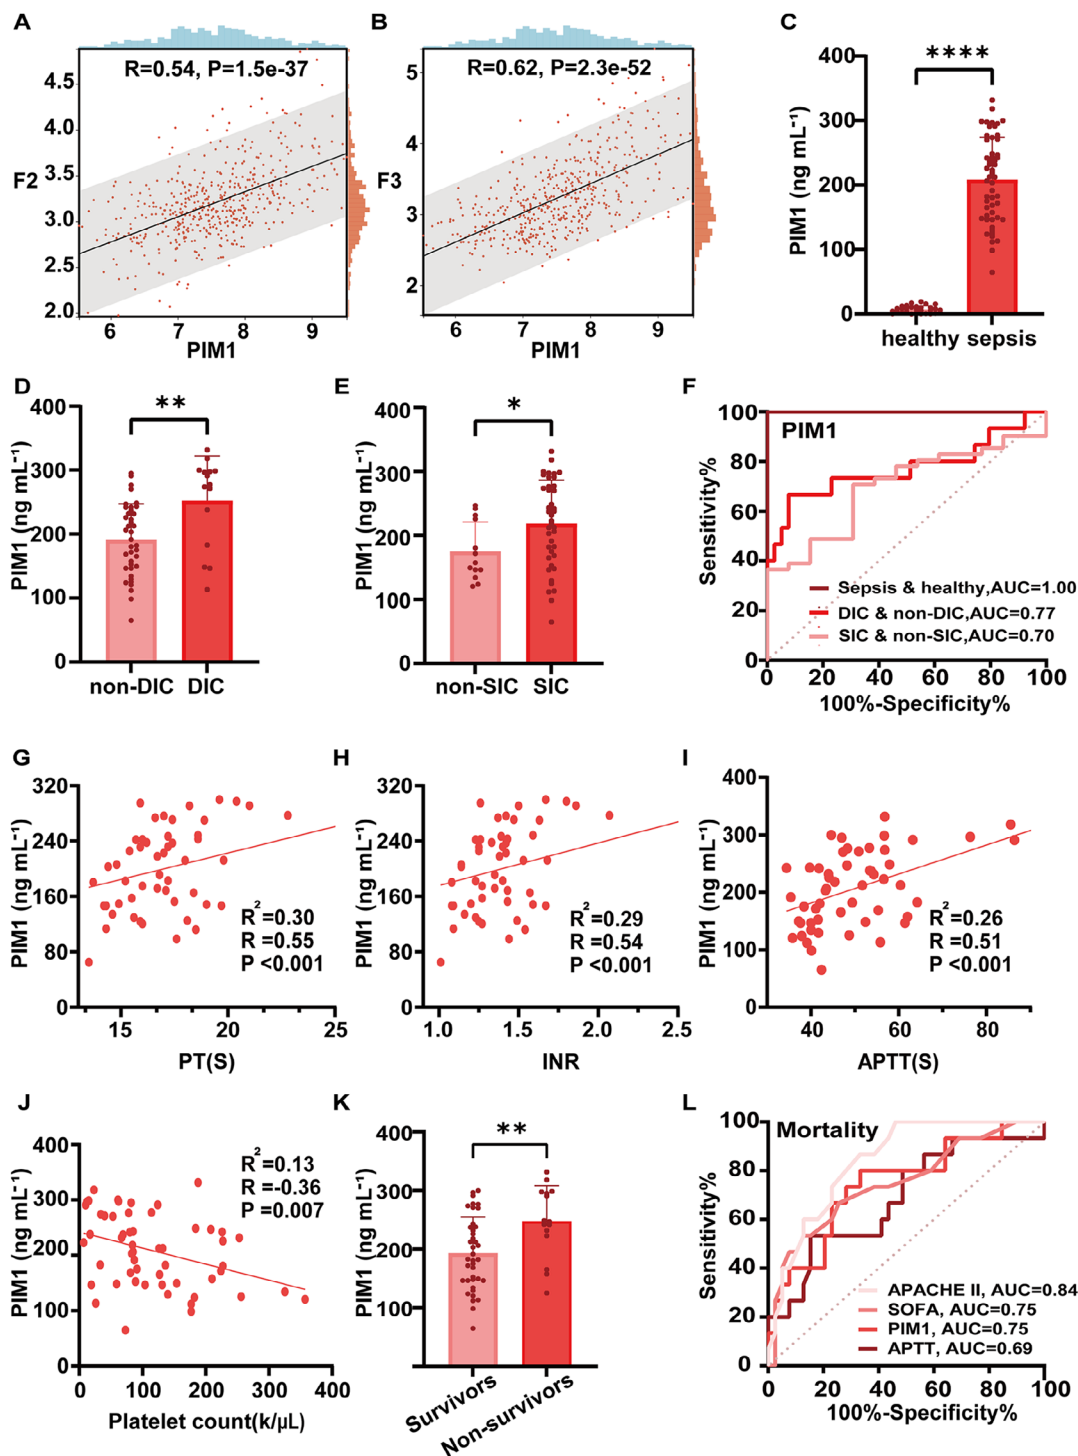 A
R=0.54, P=1.5e-37
F2
4.5
4.0
3.5
3.0
2.5
2.0
6 7 8 9
PIM1
B
R=0.62, P=2.3e-52
F3
5
4
3
2
6 7 8 9
PIM1
C
****
PIM1 (ng mL⁻¹)
400
300
200
100
0
healthy sepsis
D
**
PIM1 (ng mL⁻¹)
400
300
200
100
0
non-DIC DIC
E
*
PIM1 (ng mL⁻¹)
400
300
200
100
0
non-SIC SIC
F
PIM1
Sensitivity%
100
80
60
40
20
0
Sepsis & healthy,AUC=1.00
DIC & non-DIC,AUC=0.77
SIC & non-SIC,AUC=0.70
0 20 40 60 80 100
100%-Specificity%
G
PIM1 (ng mL⁻¹)
320
240
160
80
0
R²=0.30
R =0.55
P <0.001
15 20 25
PT(S)
H
PIM1 (ng mL⁻¹)
320
240
160
80
0
R²=0.29
R =0.54
P <0.001
1.0 1.5 2.0 2.5
INR
I
PIM1 (ng mL⁻¹)
400
300
200
100
0
R²=0.26
R =0.51
P <0.001
40 60 80
APTT(S)
J
PIM1 (ng mL⁻¹)
400
300
200
100
0
R²=0.13
R =-0.36
P =0.007
0 100 200 300 400
Platelet count(k/μL)
K
**
PIM1 (ng mL⁻¹)
400
300
200
100
Survivors
Non-survivors
L
Mortality
Sensitivity%
100
80
60
40
20
0
APACHE II, AUC=0.84
SOFA, AUC=0.75
PIM1, AUC=0.75
APTT, AUC=0.69
0 20 40 60 80 100
100%-Specificity%